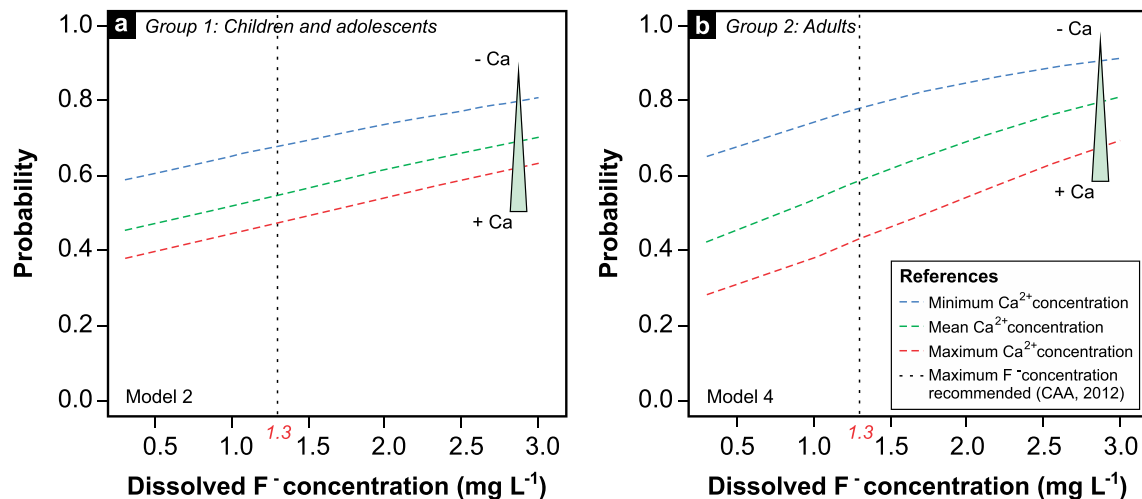 a Group 1: Children and adolescents
- Ca
+ Ca
Probability
1.0
0.8
0.6
0.4
0.2
0.0
Model 2
0.5 1.0 1.3 1.5 2.0 2.5 3.0
Dissolved F⁻ concentration (mg L⁻¹)
b Group 2: Adults
- Ca
+ Ca
Probability
1.0
0.8
0.6
0.4
0.2
0.0
References
Minimum Ca²⁺concentration
Mean Ca²⁺concentration
Maximum Ca²⁺concentration
Maximum F⁻concentration
recommended (CAA, 2012)
Model 4
0.5 1.0 1.3 1.5 2.0 2.5 3.0
Dissolved F⁻ concentration (mg L⁻¹)